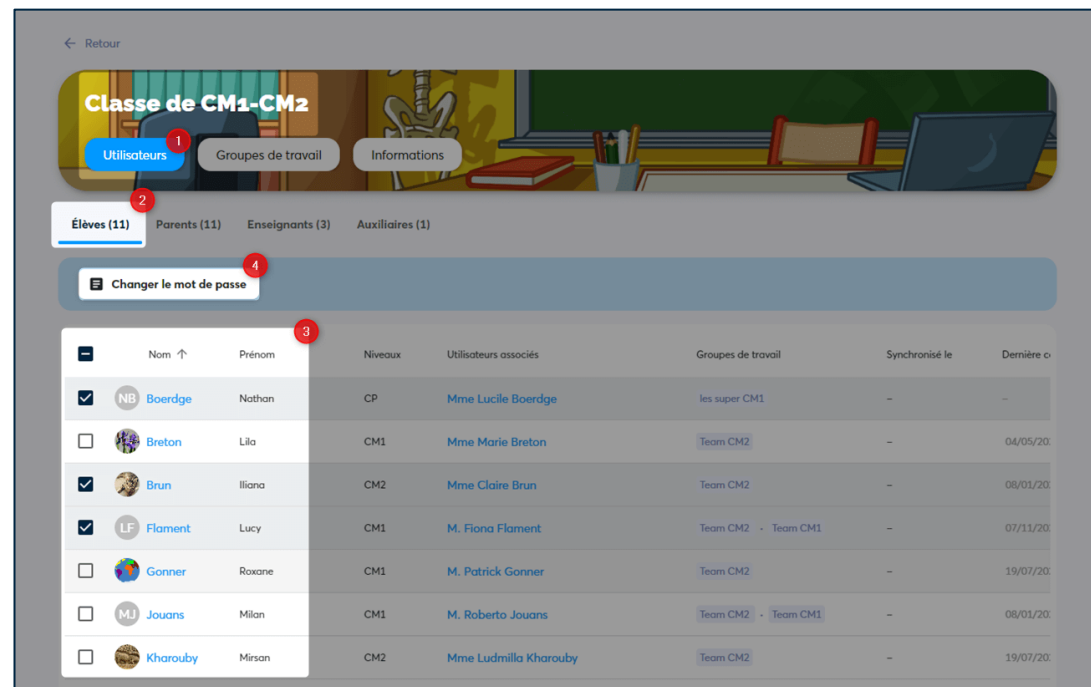 ← Retour
Classe de CM1-CM2
1
Utilisateurs Groupes de travail Informations
2
Élèves (11) Parents (11) Enseignants (3) Auxiliaires (1)
4
Changer le mot de passe
3
Nom ↑ Prénom Niveaux Utilisateurs associés Groupes de travail Synchronisé le Dernière c
NB Boerdge Nathan CP Mme Lucile Boerdge les super CM1 – –
Breton Lila CM1 Mme Marie Breton Team CM2 – 04/05/20
Brun Iliana CM2 Mme Claire Brun Team CM2 – 08/01/20
LF Flament Lucy CM1 M. Fiona Flament Team CM2 - Team CM1 – 07/11/20
Gonner Roxane CM1 M. Patrick Gonner Team CM2 – 19/07/20
MJ Jouans Milan CM1 M. Roberto Jouans Team CM2 - Team CM1 – 08/01/20
Kharouby Mirsan CM2 Mme Ludmilla Kharouby Team CM2 – 19/07/20